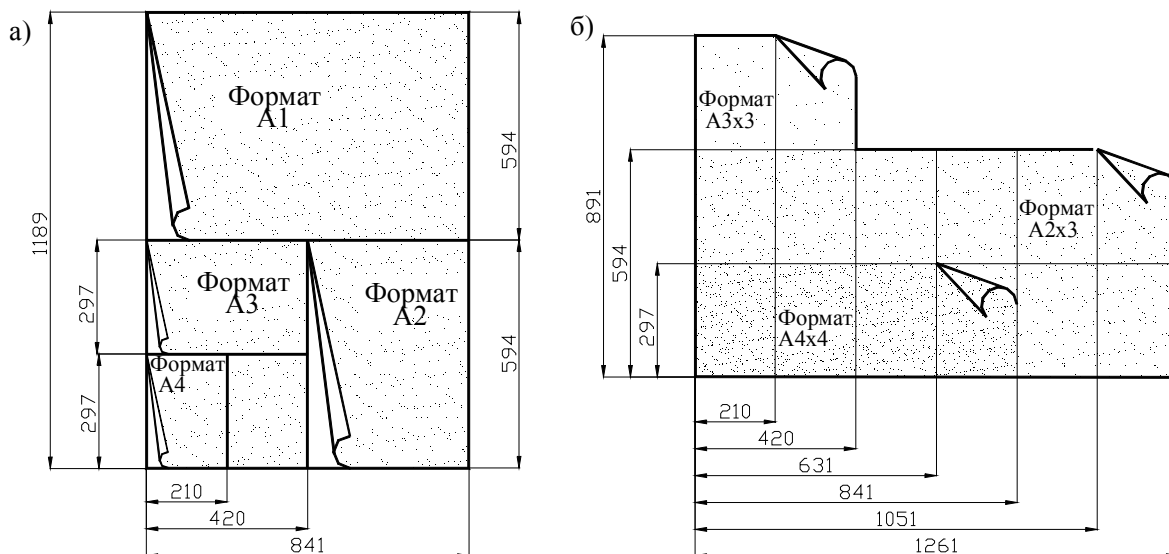 а)
Формат
А1
594
1189
297
Формат
А3
Формат
А2
594
Формат
А4
297
210
420
841
б)
Формат
А3х3
891
594
Формат
А2х3
297
Формат
А4х4
210
420
631
841
1051
1261